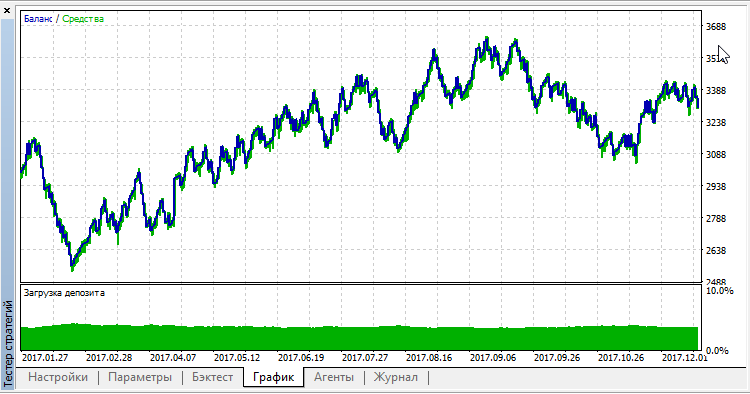 Баланс / Средства
3688
351
3388
3238
3088
2938
2788
2638
2488
Загрузка депозита
10.0%
0.0%
2017.01.27 2017.02.28 2017.04.07 2017.05.12 2017.06.19 2017.07.27 2017.08.16 2017.09.06 2017.09.26 2017.10.26 2017.12.01
Тестер стратегий
Настройки | Параметры | Бэктест | График | Агенты | Журнал |